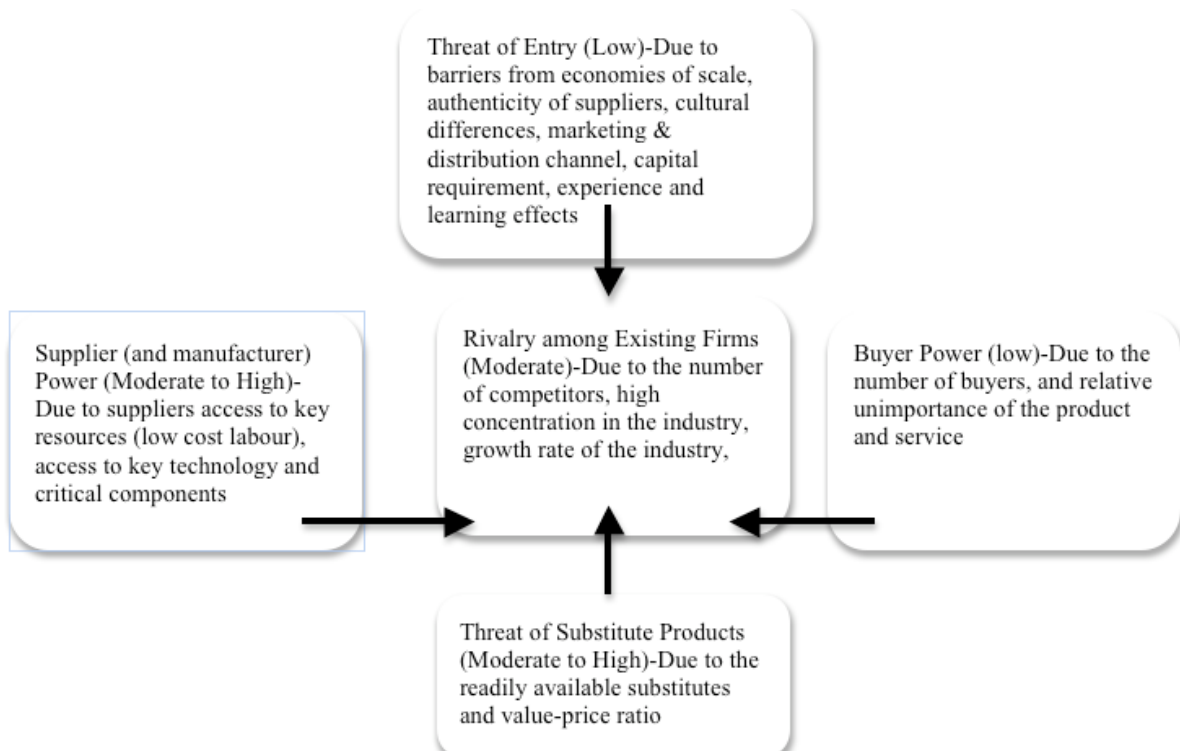 Threat of Entry (Low)-Due to
barriers from economies of scale,
authenticity of suppliers, cultural
differences, marketing &
distribution channel, capital
requirement, experience and
learning effects
Supplier (and manufacturer)
Power (Moderate to High)-
Due to suppliers access to key
resources (low cost labour),
access to key technology and
critical components
Rivalry among Existing Firms
(Moderate)-Due to the number
of competitors, high
concentration in the industry,
growth rate of the industry,
Buyer Power (low)-Due to the
number of buyers, and relative
unimportance of the product
and service
Threat of Substitute Products
(Moderate to High)-Due to the
readily available substitutes
and value-price ratio